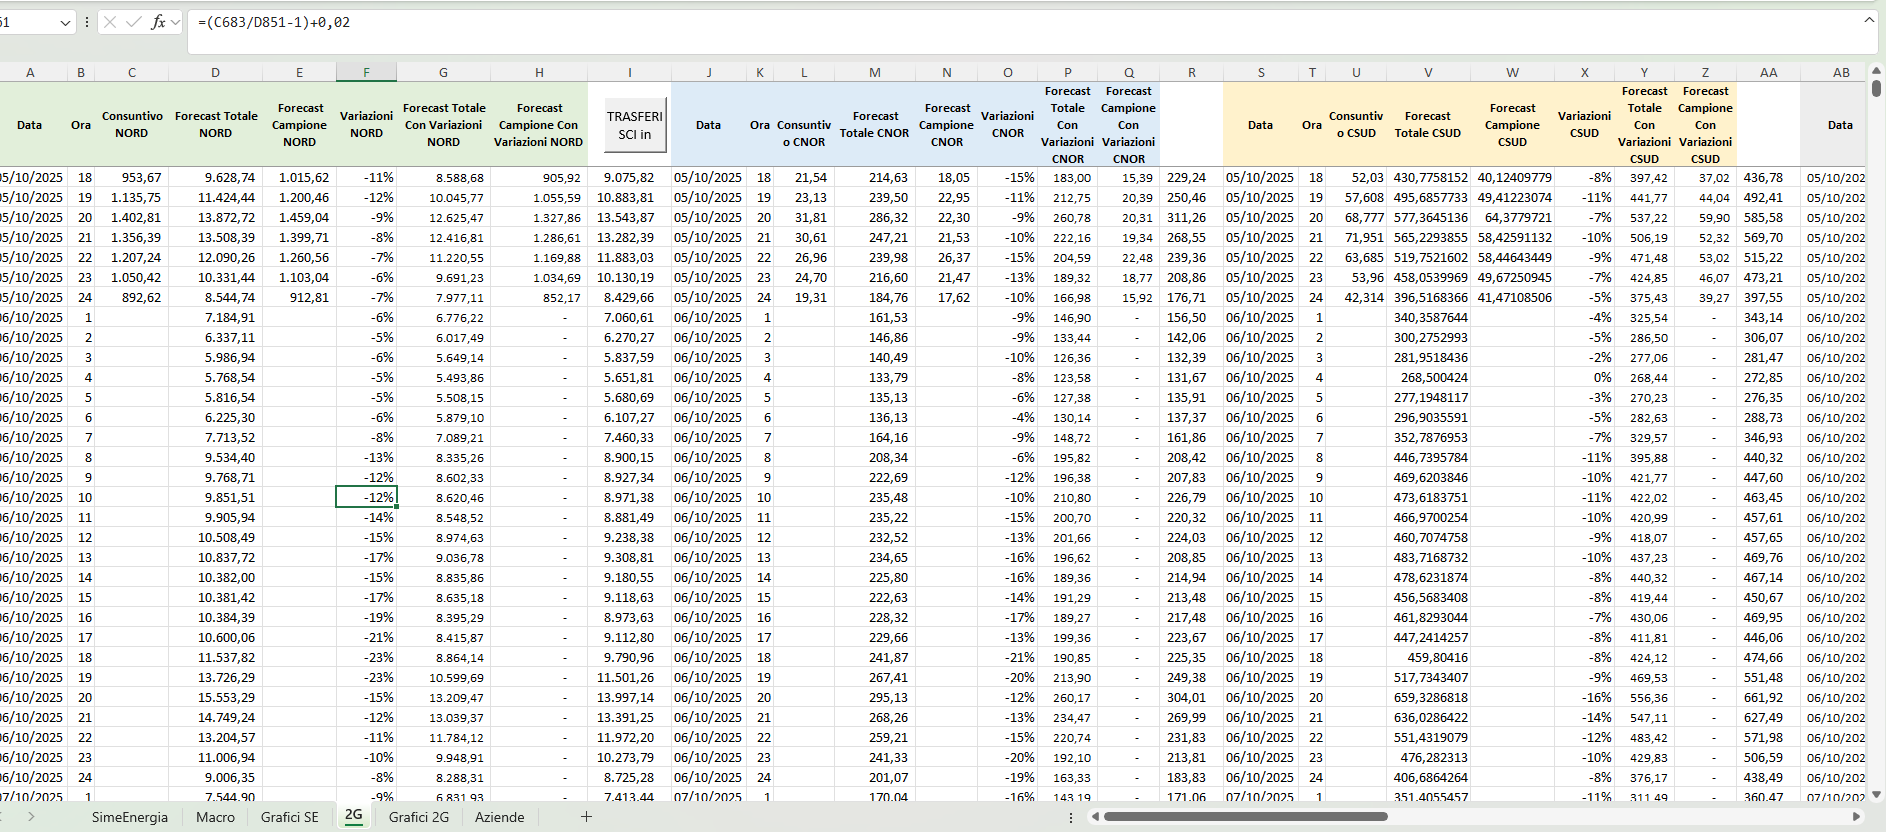 61 fx =(C683/D851-1)+0,02
A B C D E F G H I J K L M N O P Q R S T U V W X Y Z AA AB
Data Ora Consuntivo NORD Forecast Totale NORD Forecast Campione NORD Variazioni NORD Forecast Totale Con Variazioni NORD Forecast Campione Con Variazioni NORD TRASFERI SCI in Data Ora Consuntiv o CNOR Forecast Totale CNOR Forecast Campione CNOR Variazioni CNOR Forecast Totale Con Variazioni CNOR Forecast Campione Con Variazioni CNOR Data Ora Consuntiv o CSUD Forecast Totale CSUD Forecast Campione CSUD Variazioni CSUD Forecast Totale Con Variazioni CSUD Forecast Campione Con Variazioni CSUD Data
05/10/2025 18 953,67 9.628,74 1.015,62 -11% 8.588,68 905,92 9.075,82 05/10/2025 18 21,54 214,63 18,05 -15% 183,00 15,39 229,24 05/10/2025 18 52,03 430,7758152 40,12409779 -8% 397,42 37,02 436,78 05/10/202
05/10/2025 19 1.135,75 11.424,44 1.200,46 -12% 10.045,77 1.055,59 10.883,81 05/10/2025 19 23,13 239,50 22,95 -11% 212,75 20,39 250,46 05/10/2025 19 57,608 495,6857733 49,41223074 -11% 441,77 44,04 492,41 05/10/202
05/10/2025 20 1.402,81 13.872,72 1.459,04 -9% 12.625,47 1.327,86 13.543,87 05/10/2025 20 31,81 286,32 22,30 -9% 260,78 20,31 311,26 05/10/2025 20 68,777 577,3645136 64,3779721 -7% 537,22 59,90 585,58 05/10/202
05/10/2025 21 1.356,39 13.508,39 1.399,71 -8% 12.416,81 1.286,61 13.282,39 05/10/2025 21 30,61 247,21 21,53 -10% 222,16 19,34 268,55 05/10/2025 21 71,951 565,2293855 58,42591132 -10% 506,19 52,32 569,70 05/10/202
05/10/2025 22 1.207,24 12.090,26 1.260,56 -7% 11.220,55 1.169,88 11.883,03 05/10/2025 22 26,96 239,98 26,37 -15% 204,59 22,48 239,36 05/10/2025 22 63,685 519,7521602 58,44643449 -9% 471,48 53,02 515,22 05/10/202
05/10/2025 23 1.050,42 10.331,44 1.103,04 -6% 9.691,23 1.034,69 10.130,19 05/10/2025 23 24,70 216,60 21,47 -13% 189,32 18,77 208,86 05/10/2025 23 53,96 458,0539969 49,67250945 -7% 424,85 46,07 473,21 05/10/202
05/10/2025 24 892,62 8.544,74 912,81 -7% 7.977,11 852,17 8.429,66 05/10/2025 24 19,31 184,76 17,62 -10% 166,98 15,92 176,71 05/10/2025 24 42,314 396,5168366 41,47108506 -5% 375,43 39,27 397,55 05/10/202
06/10/2025 1 7.184,91 -6% 6.776,22 - 7.060,61 06/10/2025 1 161,53 -9% 146,90 - 156,50 06/10/2025 1 340,3587644 -4% 325,54 - 343,14 06/10/202
06/10/2025 2 6.337,11 -5% 6.017,49 - 6.270,27 06/10/2025 2 146,86 -9% 133,44 - 142,06 06/10/2025 2 300,2752993 -5% 286,50 - 306,07 06/10/202
06/10/2025 3 5.986,94 -6% 5.649,14 - 5.837,59 06/10/2025 3 140,49 -10% 126,36 - 132,39 06/10/2025 3 281,9518436 -2% 277,06 - 281,47 06/10/202
06/10/2025 4 5.768,54 -5% 5.493,86 - 5.651,81 06/10/2025 4 133,79 -8% 123,58 - 131,67 06/10/2025 4 268,500424 0% 268,44 - 272,85 06/10/202
06/10/2025 5 5.816,54 -5% 5.508,15 - 5.680,69 06/10/2025 5 135,13 -6% 127,38 - 135,91 06/10/2025 5 277,1948117 -3% 270,23 - 276,35 06/10/202
06/10/2025 6 6.225,30 -6% 5.879,10 - 6.107,27 06/10/2025 6 136,13 -4% 130,14 - 137,37 06/10/2025 6 296,9035591 -5% 282,63 - 288,73 06/10/202
06/10/2025 7 7.713,52 -8% 7.089,21 - 7.460,33 06/10/2025 7 164,16 -9% 148,72 - 161,86 06/10/2025 7 352,7876953 -7% 329,57 - 346,93 06/10/202
06/10/2025 8 9.534,40 -13% 8.335,26 - 8.900,15 06/10/2025 8 208,34 -6% 195,82 - 208,42 06/10/2025 8 446,7395784 -11% 395,88 - 440,32 06/10/202
06/10/2025 9 9.768,71 -12% 8.602,33 - 8.927,34 06/10/2025 9 222,69 -12% 196,38 - 207,83 06/10/2025 9 469,6203846 -10% 421,77 - 447,60 06/10/202
06/10/2025 10 9.851,51 -12% 8.620,46 - 8.971,38 06/10/2025 10 235,48 -10% 210,80 - 226,79 06/10/2025 10 473,6183751 -11% 422,02 - 463,45 06/10/202
06/10/2025 11 9.905,94 -14% 8.548,52 - 8.881,49 06/10/2025 11 235,22 -15% 200,70 - 220,32 06/10/2025 11 466,9700254 -10% 420,99 - 457,61 06/10/202
06/10/2025 12 10.508,49 -15% 8.974,63 - 9.238,38 06/10/2025 12 232,52 -13% 201,66 - 224,03 06/10/2025 12 460,7074758 -9% 418,07 - 457,65 06/10/202
06/10/2025 13 10.837,72 -17% 9.036,78 - 9.308,81 06/10/2025 13 234,65 -16% 196,62 - 208,85 06/10/2025 13 483,7168732 -10% 437,23 - 469,76 06/10/202
06/10/2025 14 10.382,00 -15% 8.835,86 - 9.180,55 06/10/2025 14 225,80 -16% 189,36 - 214,94 06/10/2025 14 478,6231874 -8% 440,32 - 467,14 06/10/202
06/10/2025 15 10.381,42 -17% 8.635,18 - 9.118,63 06/10/2025 15 222,63 -14% 191,29 - 213,48 06/10/2025 15 456,5683408 -8% 419,44 - 450,67 06/10/202
06/10/2025 16 10.384,39 -19% 8.395,29 - 8.973,63 06/10/2025 16 228,32 -17% 189,27 - 217,48 06/10/2025 16 461,8293044 -7% 430,06 - 469,95 06/10/202
06/10/2025 17 10.600,06 -21% 8.415,87 - 9.112,80 06/10/2025 17 229,66 -13% 199,36 - 223,67 06/10/2025 17 447,2414257 -8% 411,81 - 446,06 06/10/202
06/10/2025 18 11.537,82 -23% 8.864,14 - 9.790,96 06/10/2025 18 241,87 -21% 190,85 - 225,35 06/10/2025 18 459,80416 -8% 424,12 - 474,66 06/10/202
06/10/2025 19 13.726,29 -23% 10.599,69 - 11.501,26 06/10/2025 19 267,41 -20% 213,90 - 249,38 06/10/2025 19 517,7343407 -9% 469,53 - 551,48 06/10/202
06/10/2025 20 15.553,29 -15% 13.209,47 - 13.997,14 06/10/2025 20 295,13 -12% 260,17 - 304,01 06/10/2025 20 659,3286818 -16% 556,36 - 661,92 06/10/202
06/10/2025 21 14.749,24 -12% 13.039,37 - 13.391,25 06/10/2025 21 268,26 -13% 234,47 - 269,99 06/10/2025 21 636,0286422 -14% 547,11 - 627,49 06/10/202
06/10/2025 22 13.204,57 -11% 11.784,12 - 11.972,20 06/10/2025 22 259,21 -15% 220,74 - 231,83 06/10/2025 22 551,4319079 -12% 483,42 - 571,98 06/10/202
06/10/2025 23 11.006,94 -10% 9.948,91 - 10.273,79 06/10/2025 23 241,33 -20% 192,10 - 213,81 06/10/2025 23 476,282313 -10% 429,83 - 506,59 06/10/202
06/10/2025 24 9.006,35 -8% 8.288,31 - 8.725,28 06/10/2025 24 201,07 -19% 163,33 - 183,83 06/10/2025 24 406,6864264 -8% 376,17 - 438,49 06/10/202
07/10/2025 1 7.544,90 -9% 6.831,93 - 7.413,44 07/10/2025 1 170,04 -16% 143,19 - 171,06 07/10/2025 1 351,4055457 -11% 311,49 - 360,47 07/10/202
SimeEnergia Macro Grafici SE 2G Grafici 2G Aziende +